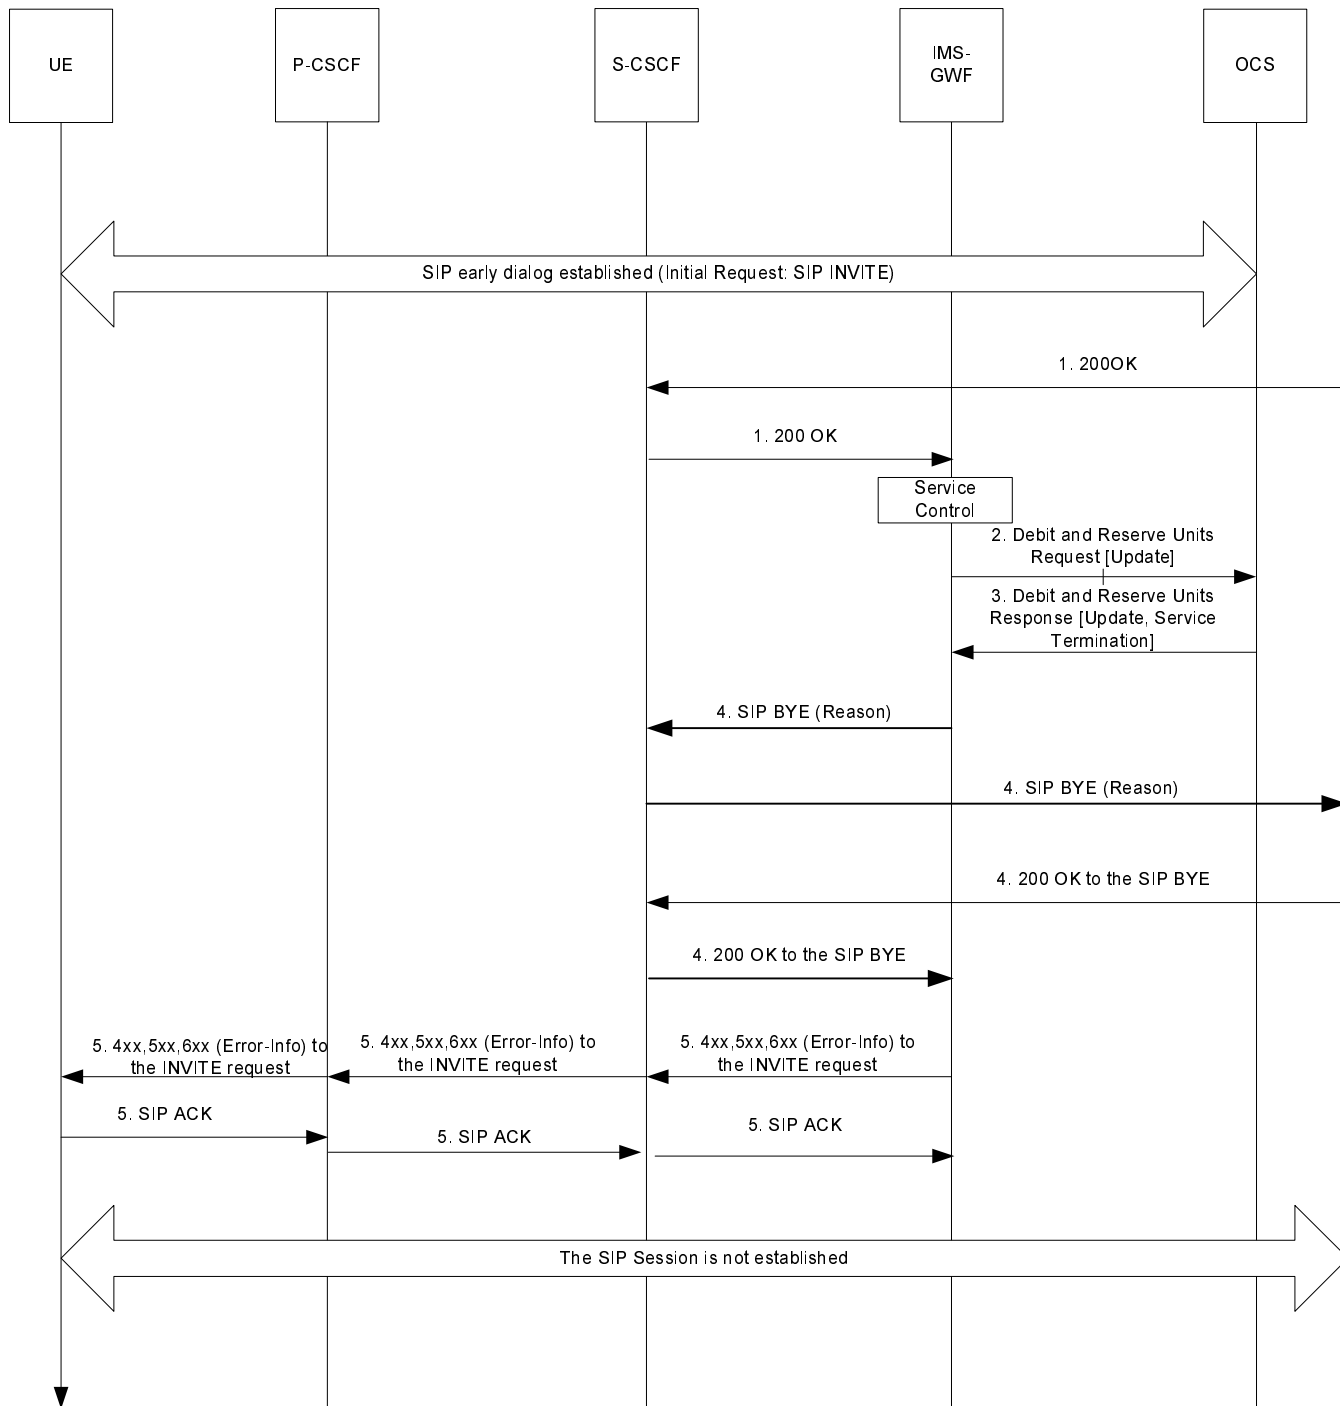 UE
P-CSCF
S-CSCF
IMS-
GWF
OCS
SIP early dialog established (Initial Request: SIP INVITE)
1. 200OK
1. 200 OK
Service
Control
2. Debit and Reserve Units
Request [Update]
3. Debit and Reserve Units
Response [Update, Service
Termination]
4. SIP BYE (Reason)
4. SIP BYE (Reason)
4. 200 OK to the SIP BYE
4. 200 OK to the SIP BYE
5. 4xx,5xx,6xx (Error-Info) to
the INVITE request
5. 4xx,5xx,6xx (Error-Info) to
the INVITE request
5. 4xx,5xx,6xx (Error-Info) to
the INVITE request
5. SIP ACK
5. SIP ACK
5. SIP ACK
The SIP Session is not established